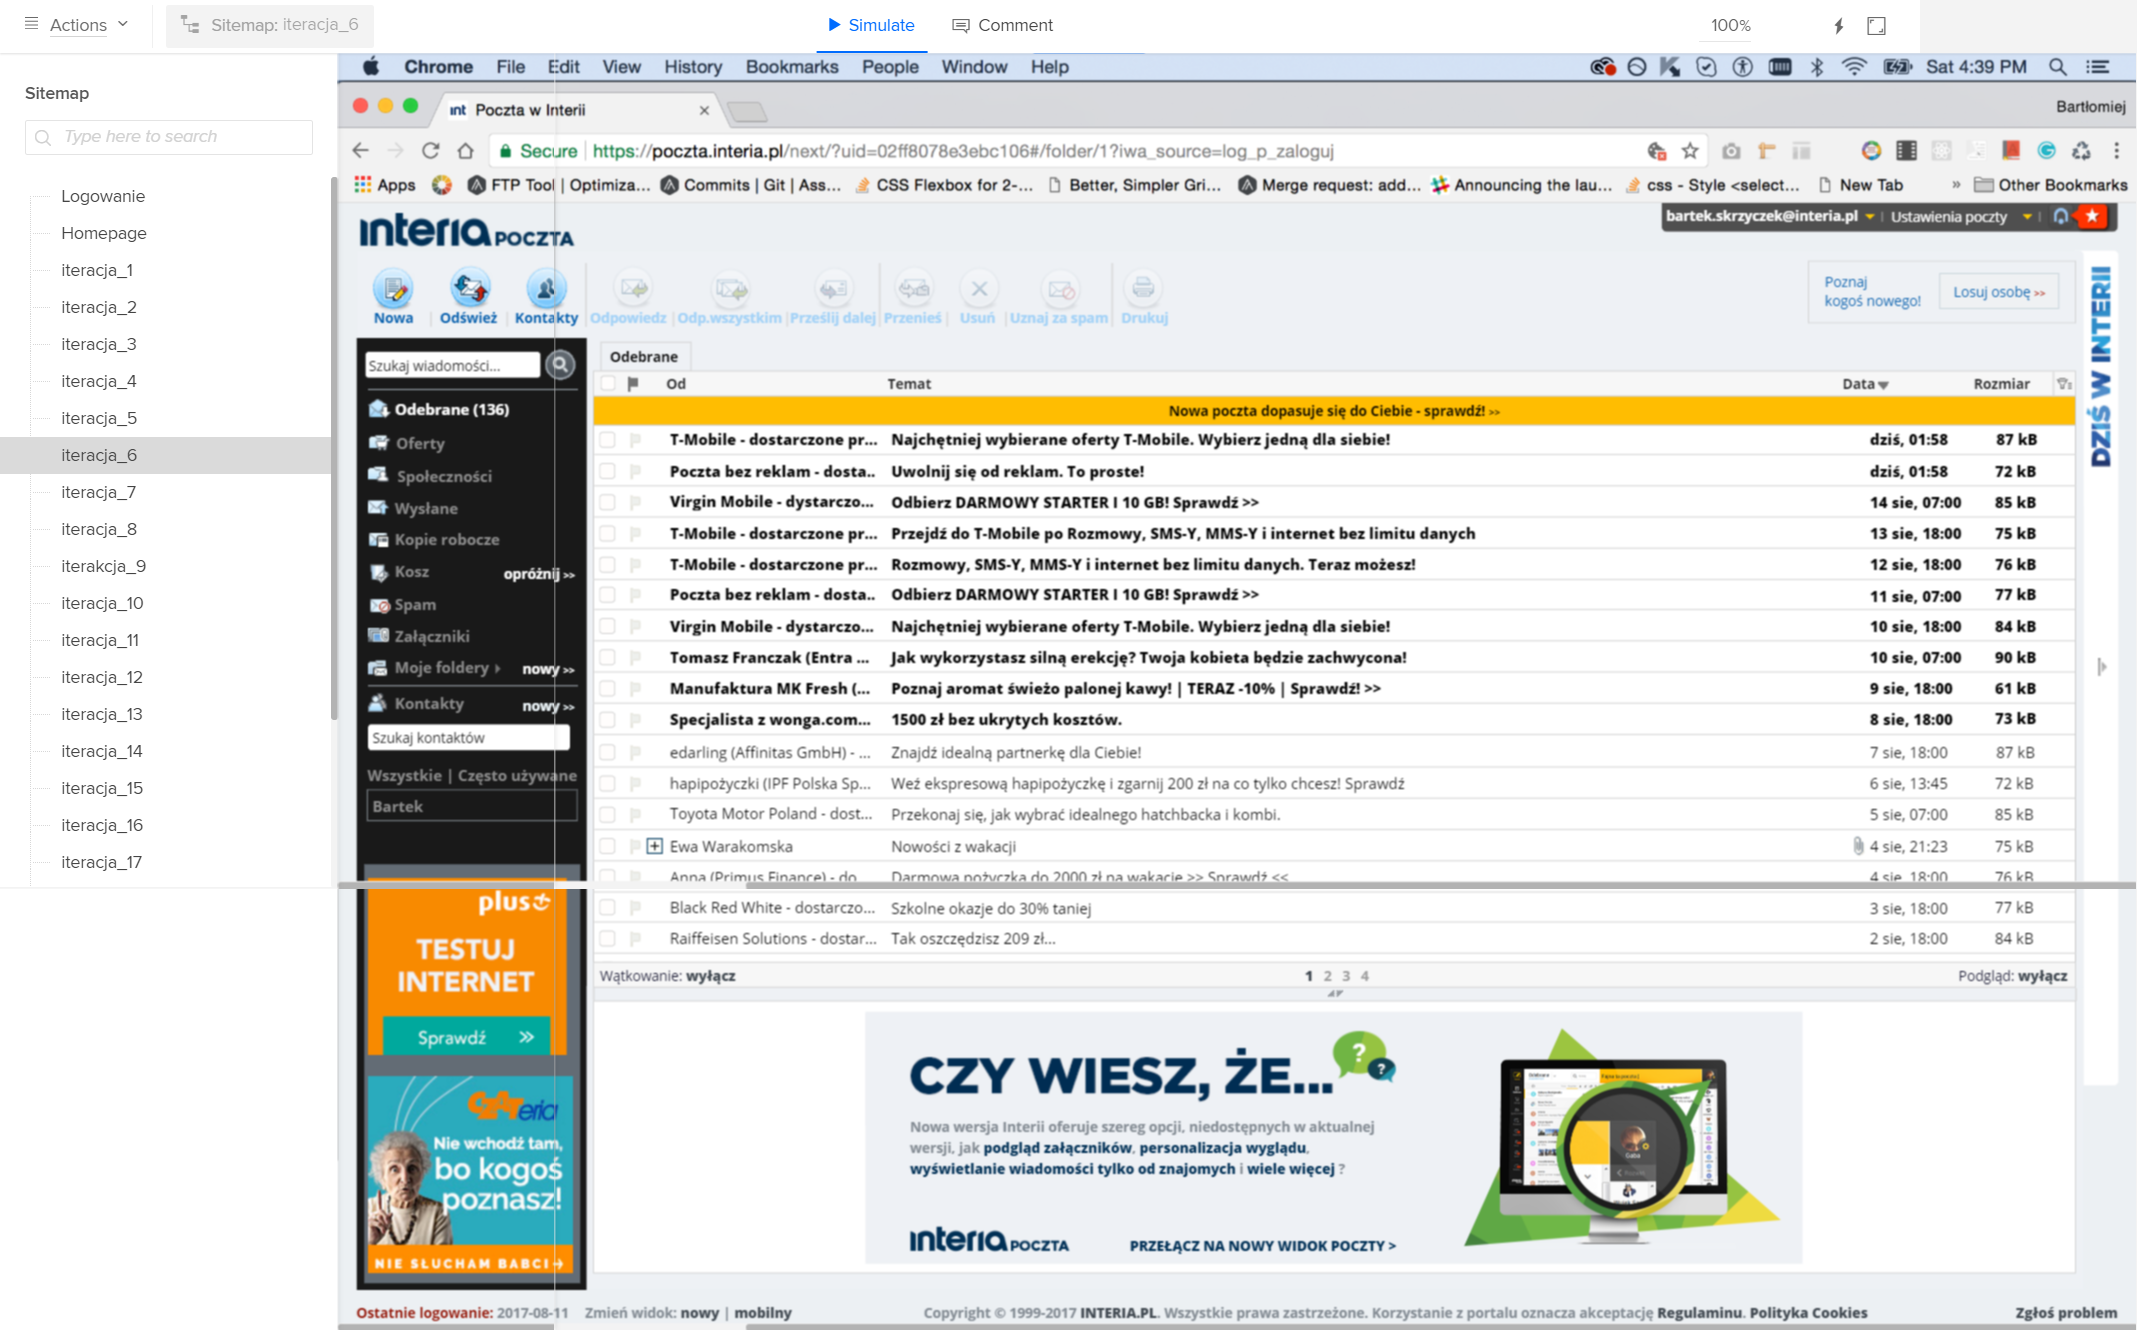 Actions
Sitemap: iteracja_6
Simulate
Comment
100%
Sitemap
Type here to search
Logowanie
Homepage
iteracja_1
iteracja_2
iteracja_3
iteracja_4
iteracja_5
iteracja_6
iteracja_7
iteracja_8
iterakcja_9
iteracja_10
iteracja_11
iteracja_12
iteracja_13
iteracja_14
iteracja_15
iteracja_16
iteracja_17
Chrome File Edit View History Bookmarks People Window Help
Sat 4:39 PM
int Poczta w Interii
Bartłomiej
Secure https://poczta.interia.pl/next/?uid=02ff8078e3ebc106#/folder/1?iwa_source=log_p_zaloguj
Apps FTP Tool | Optimiza... Commits | Git | Ass... CSS Flexbox for 2-... Better, Simpler Gri... Merge request: add... Announcing the lau... css - Style <select... New Tab » Other Bookmarks
interia POCZTA
bartek.skrzyczek@interia.pl Ustawienia poczty
Nowa | Odśwież | Kontakty Odpowiedz | Odp.wszystkim | Prześlij dalej Przenieś | Usuń | Uznaj za spam Drukuj
Poznaj
kogoś nowego!
Losuj osobę >>
DZIŚ W INTERII
Szukaj wiadomości...
Odebrane (136)
Oferty
Społeczności
Wysłane
Kopie robocze
Kosz opróżnij >>
Spam
Załączniki
Moje foldery nowy >>
Kontakty nowy >>
Szukaj kontaktów
Wszystkie | Często używane
Bartek
plus
TESTUJ
INTERNET
Sprawdź »
czateria
Nie wchodź tam,
bo kogoś
poznasz!
NIE SŁUCHAM BABCI
Odebrane
Od Temat Data Rozmiar
Nowa poczta dopasuje się do Ciebie - sprawdź! >>
T-Mobile - dostarczone pr... Najchętniej wybierane oferty T-Mobile. Wybierz jedną dla siebie! dziś, 01:58 87 kB
Poczta bez reklam - dosta.. Uwolnij się od reklam. To proste! dziś, 01:58 72 kB
Virgin Mobile - dystarczo... Odbierz DARMOWY STARTER I 10 GB! Sprawdź >> 14 sie, 07:00 85 kB
T-Mobile - dostarczone pr... Przejdź do T-Mobile po Rozmowy, SMS-Y, MMS-Y i internet bez limitu danych 13 sie, 18:00 75 kB
T-Mobile - dostarczone pr... Rozmowy, SMS-Y, MMS-Y i internet bez limitu danych. Teraz możesz! 12 sie, 18:00 76 kB
Poczta bez reklam - dosta.. Odbierz DARMOWY STARTER I 10 GB! Sprawdź >> 11 sie, 07:00 77 kB
Virgin Mobile - dystarczo... Najchętniej wybierane oferty T-Mobile. Wybierz jedną dla siebie! 10 sie, 18:00 84 kB
Tomasz Franczak (Entra ... Jak wykorzystasz silną erekcję? Twoja kobieta będzie zachwycona! 10 sie, 07:00 90 kB
Manufaktura MK Fresh (... Poznaj aromat świeżo palonej kawy! | TERAZ -10% | Sprawdź! >> 9 sie, 18:00 61 kB
Specjalista z wonga.com... 1500 zł bez ukrytych kosztów. 8 sie, 18:00 73 kB
edarling (Affinitas GmbH) - ... Znajdź idealną partnerkę dla Ciebie! 7 sie, 18:00 87 kB
hapipożyczki (IPF Polska Sp... Weź ekspresową hapipożyczkę i zgarnij 200 zł na co tylko chcesz! Sprawdź 6 sie, 13:45 72 kB
Toyota Motor Poland - dost... Przekonaj się, jak wybrać idealnego hatchbacka i kombi. 5 sie, 07:00 85 kB
Ewa Warakomska Nowości z wakacji 4 sie, 21:23 75 kB
Anna (Primus Finance) - do Darmowa pożyczka do 2000 zł na wakacje >> Sprawdź << 4 sie, 18:00 76 kB
Black Red White - dostarczo... Szkolne okazje do 30% taniej 3 sie, 18:00 77 kB
Raiffeisen Solutions - dostar... Tak oszczędzisz 209 zł... 2 sie, 18:00 84 kB
Wątkowanie: wyłącz 1 2 3 4 Podgląd: wyłącz
CZY WIESZ, ŻE...
Nowa wersja Interii oferuje szereg opcji, niedostępnych w aktualnej
wersji, jak podgląd załączników, personalizacja wyglądu,
wyświetlanie wiadomości tylko od znajomych i wiele więcej ?
interia POCZTA PRZEŁĄCZ NA NOWY WIDOK POCZTY >
Ostatnie logowanie: 2017-08-11 Zmień widok: nowy | mobilny Copyright © 1999-2017 INTERIA.PL. Wszystkie prawa zastrzeżone. Korzystanie z portalu oznacza akceptację Regulaminu. Polityka Cookies Zgłoś problem